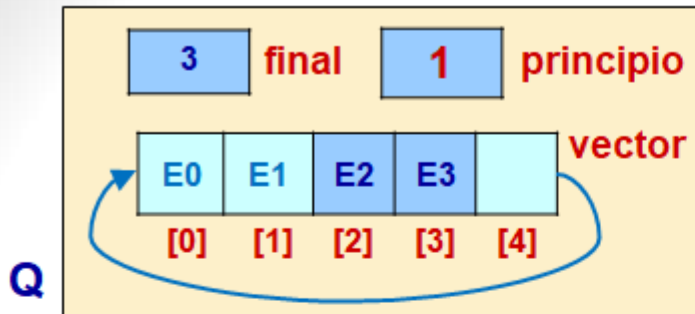 3 final 1 principio
vector
E0 E1 E2 E3
[0] [1] [2] [3] [4]
Q